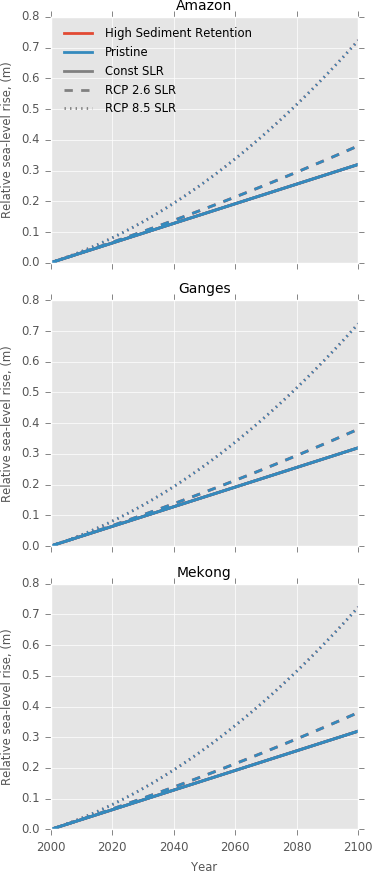 Amazon
0.8
0.7
0.6
0.5
0.4
0.3
0.2
0.1
0.0
Relative sea-level rise, (m)
High Sediment Retention
Pristine
Const SLR
RCP 2.6 SLR
RCP 8.5 SLR
Ganges
0.8
0.7
0.6
0.5
0.4
0.3
0.2
0.1
0.0
Relative sea-level rise, (m)
Mekong
0.8
0.7
0.6
0.5
0.4
0.3
0.2
0.1
0.0
Relative sea-level rise, (m)
2000 2020 2040 2060 2080 2100
Year